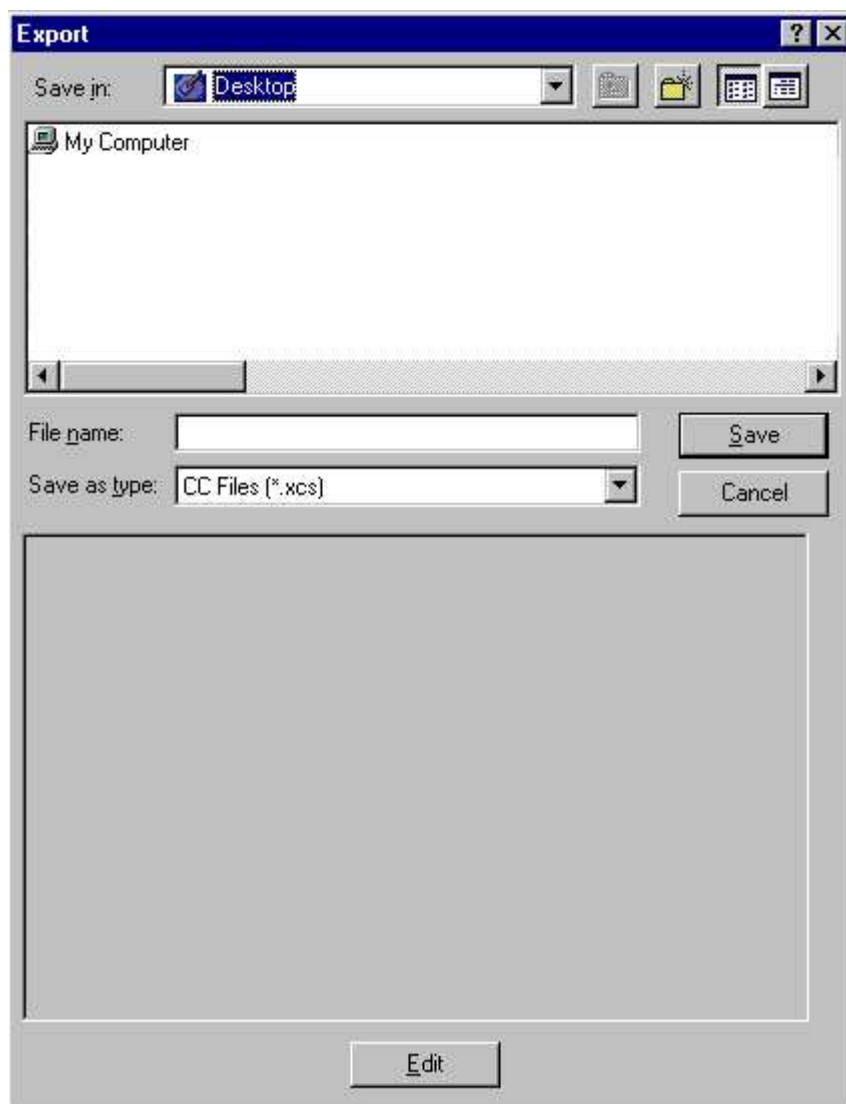 Export
Save in: Desktop
My Computer
File name: Save
Save as type: CC Files (*.xcs) Cancel
Edit